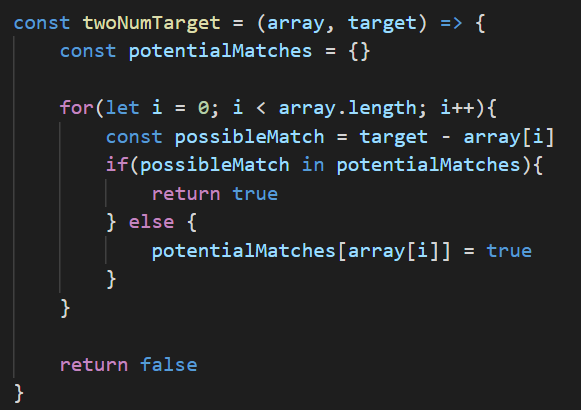 const twoNumTarget = (array, target) => {
    const potentialMatches = {}

    for(let i = 0; i < array.length; i++){
        const possibleMatch = target - array[i]
        if(possibleMatch in potentialMatches){
            return true
        } else {
            potentialMatches[array[i]] = true
        }
    }

    return false
}